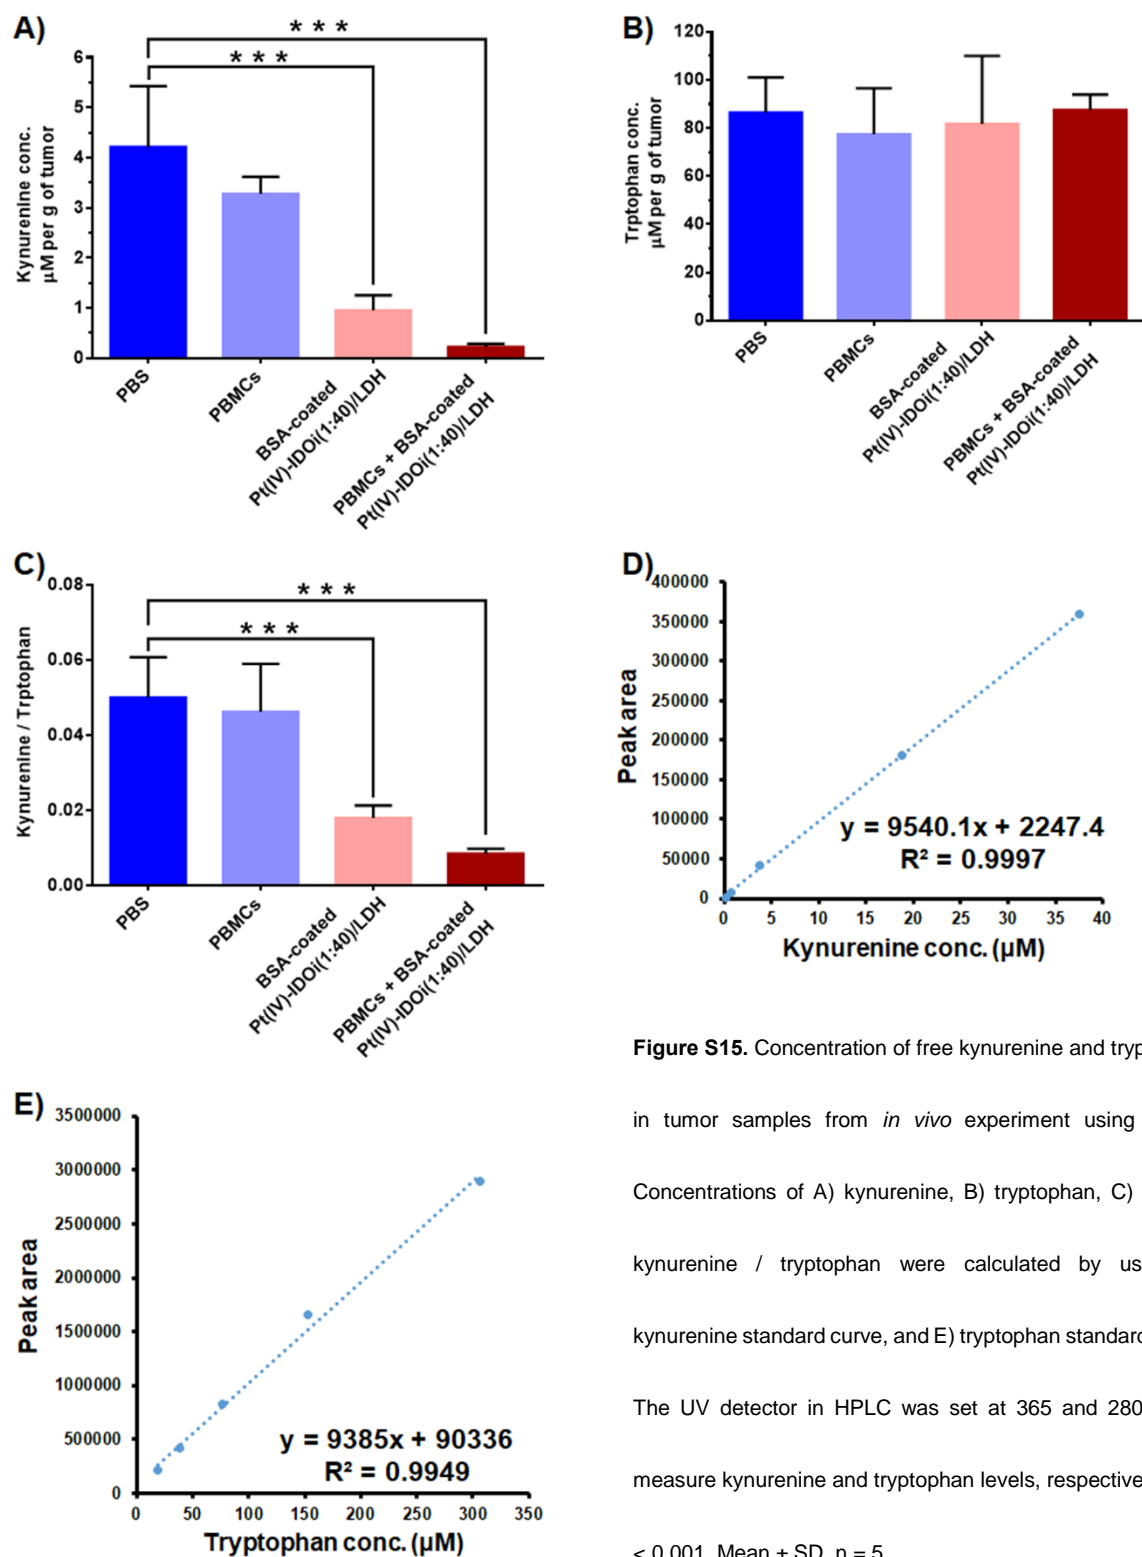 A)
* * *
* * *
Kynurenine conc.
µM per g of tumor
6
5
4
3
2
1
0
PBS
PBMCs
BSA-coated
Pt(IV)-IDOi(1:40)/LDH
PBMCs + BSA-coated
Pt(IV)-IDOi(1:40)/LDH
B)
Trptophan conc.
µM per g of tumor
120
100
80
60
40
20
0
PBS
PBMCs
BSA-coated
Pt(IV)-IDOi(1:40)/LDH
PBMCs + BSA-coated
Pt(IV)-IDOi(1:40)/LDH
C)
* * *
* * *
Kynurenine / Trptophan
0.08
0.06
0.04
0.02
0.00
PBS
PBMCs
BSA-coated
Pt(IV)-IDOi(1:40)/LDH
PBMCs + BSA-coated
Pt(IV)-IDOi(1:40)/LDH
D)
Peak area
400000
350000
300000
250000
200000
150000
100000
50000
0
y = 9540.1x + 2247.4
R² = 0.9997
0 5 10 15 20 25 30 35 40
Kynurenine conc. (µM)
Figure S15. Concentration of free kynurenine and tryp
in tumor samples from in vivo experiment using
Concentrations of A) kynurenine, B) tryptophan, C)
kynurenine / tryptophan were calculated by us
kynurenine standard curve, and E) tryptophan standard
The UV detector in HPLC was set at 365 and 280
measure kynurenine and tryptophan levels, respective
< 0.001. Mean ± SD, n = 5
E)
Peak area
3500000
3000000
2500000
2000000
1500000
1000000
500000
0
y = 9385x + 90336
R² = 0.9949
0 50 100 150 200 250 300 350
Tryptophan conc. (µM)